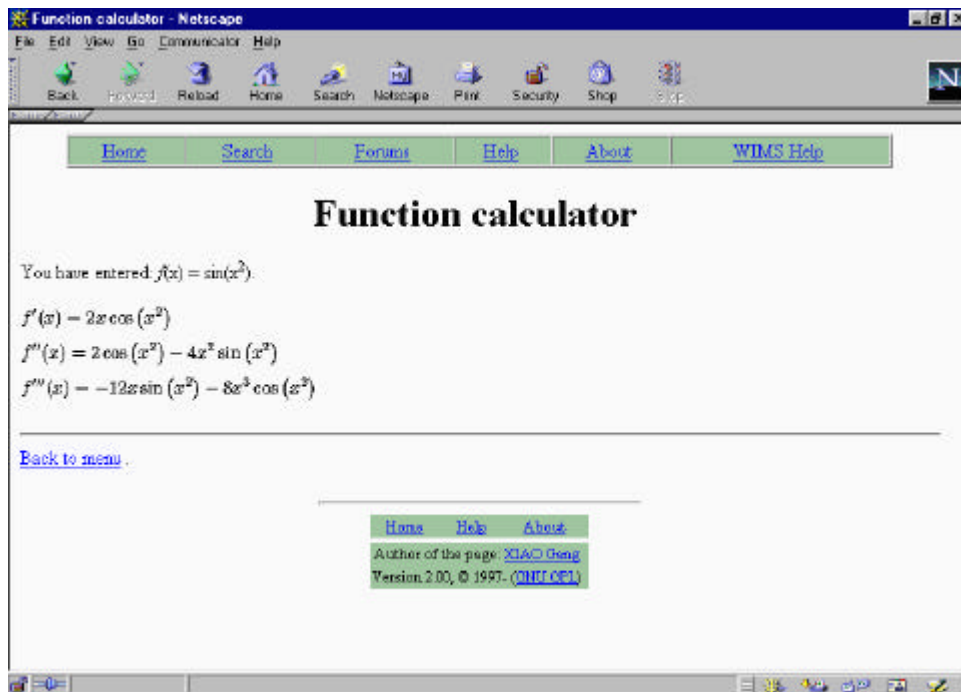 Function calculator - Netscape
File Edit View Go Communicator Help
Back Forward Reload Home Search Netscape Print Security Shop Stop
Home Search Forums Help About WIMS Help
Function calculator
You have entered: f(x) = sin(x²).
f′(x) = 2x cos (x²)
f″(x) = 2 cos (x²) − 4x² sin (x²)
f‴(x) = −12x sin (x²) − 8x³ cos (x²)
Back to menu .
Home Help About
Author of the page: XIAO Gang
Version 2.00, © 1997- (GNU GPL)